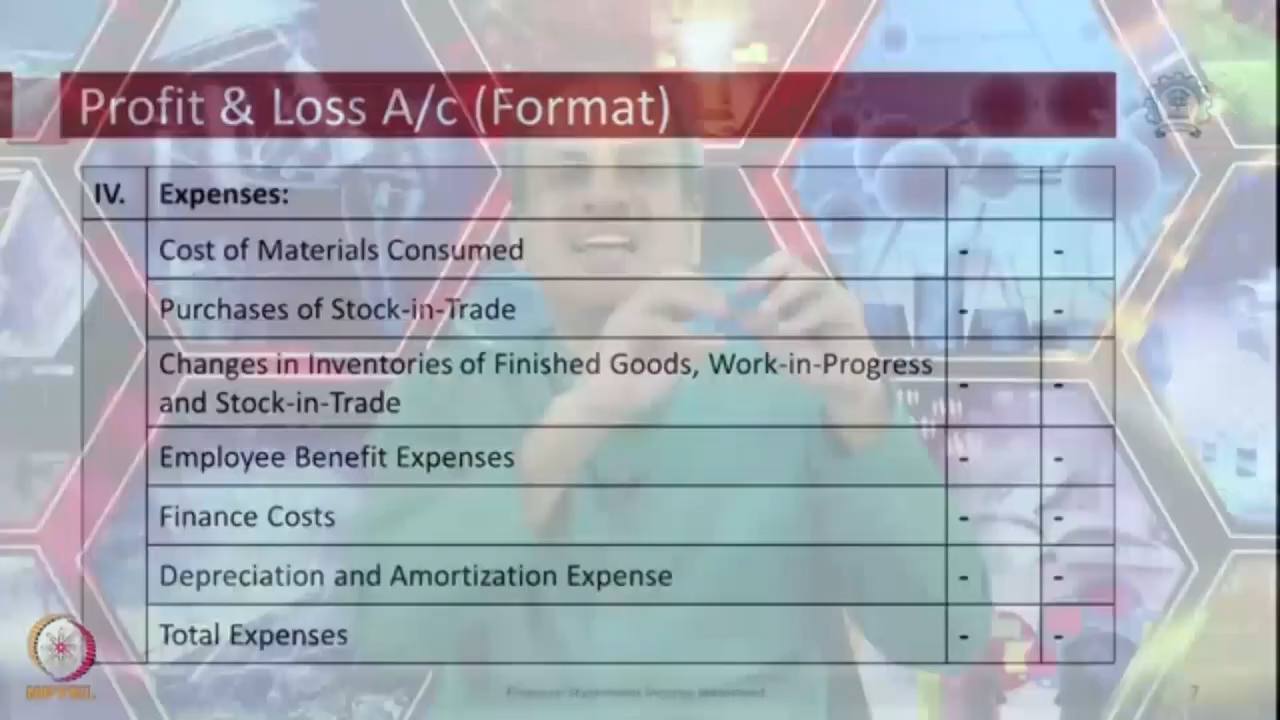 Profit & Loss A/c (Format)
IV. Expenses:
Cost of Materials Consumed - -
Purchases of Stock-in-Trade - -
Changes in Inventories of Finished Goods, Work-in-Progress
and Stock-in-Trade - -
Employee Benefit Expenses - -
Finance Costs - -
Depreciation and Amortization Expense - -
Total Expenses - -
7